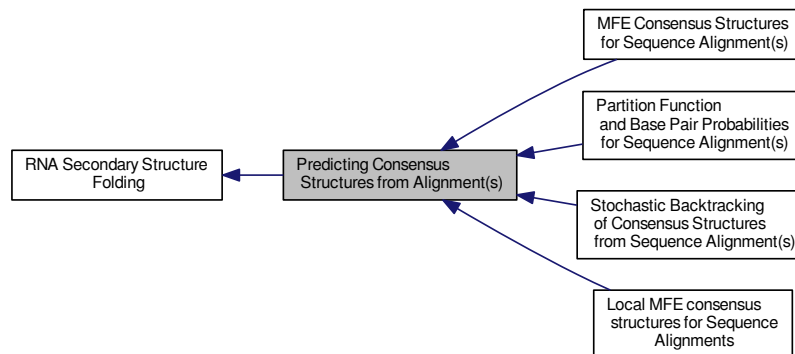 RNA Secondary Structure
Folding
Predicting Consensus
Structures from Alignment(s)
MFE Consensus Structures
for Sequence Alignment(s)
Partition Function
and Base Pair Probabilities
for Sequence Alignment(s)
Stochastic Backtracking
of Consensus Structures
from Sequence Alignment(s)
Local MFE consensus
structures for Sequence
Alignments